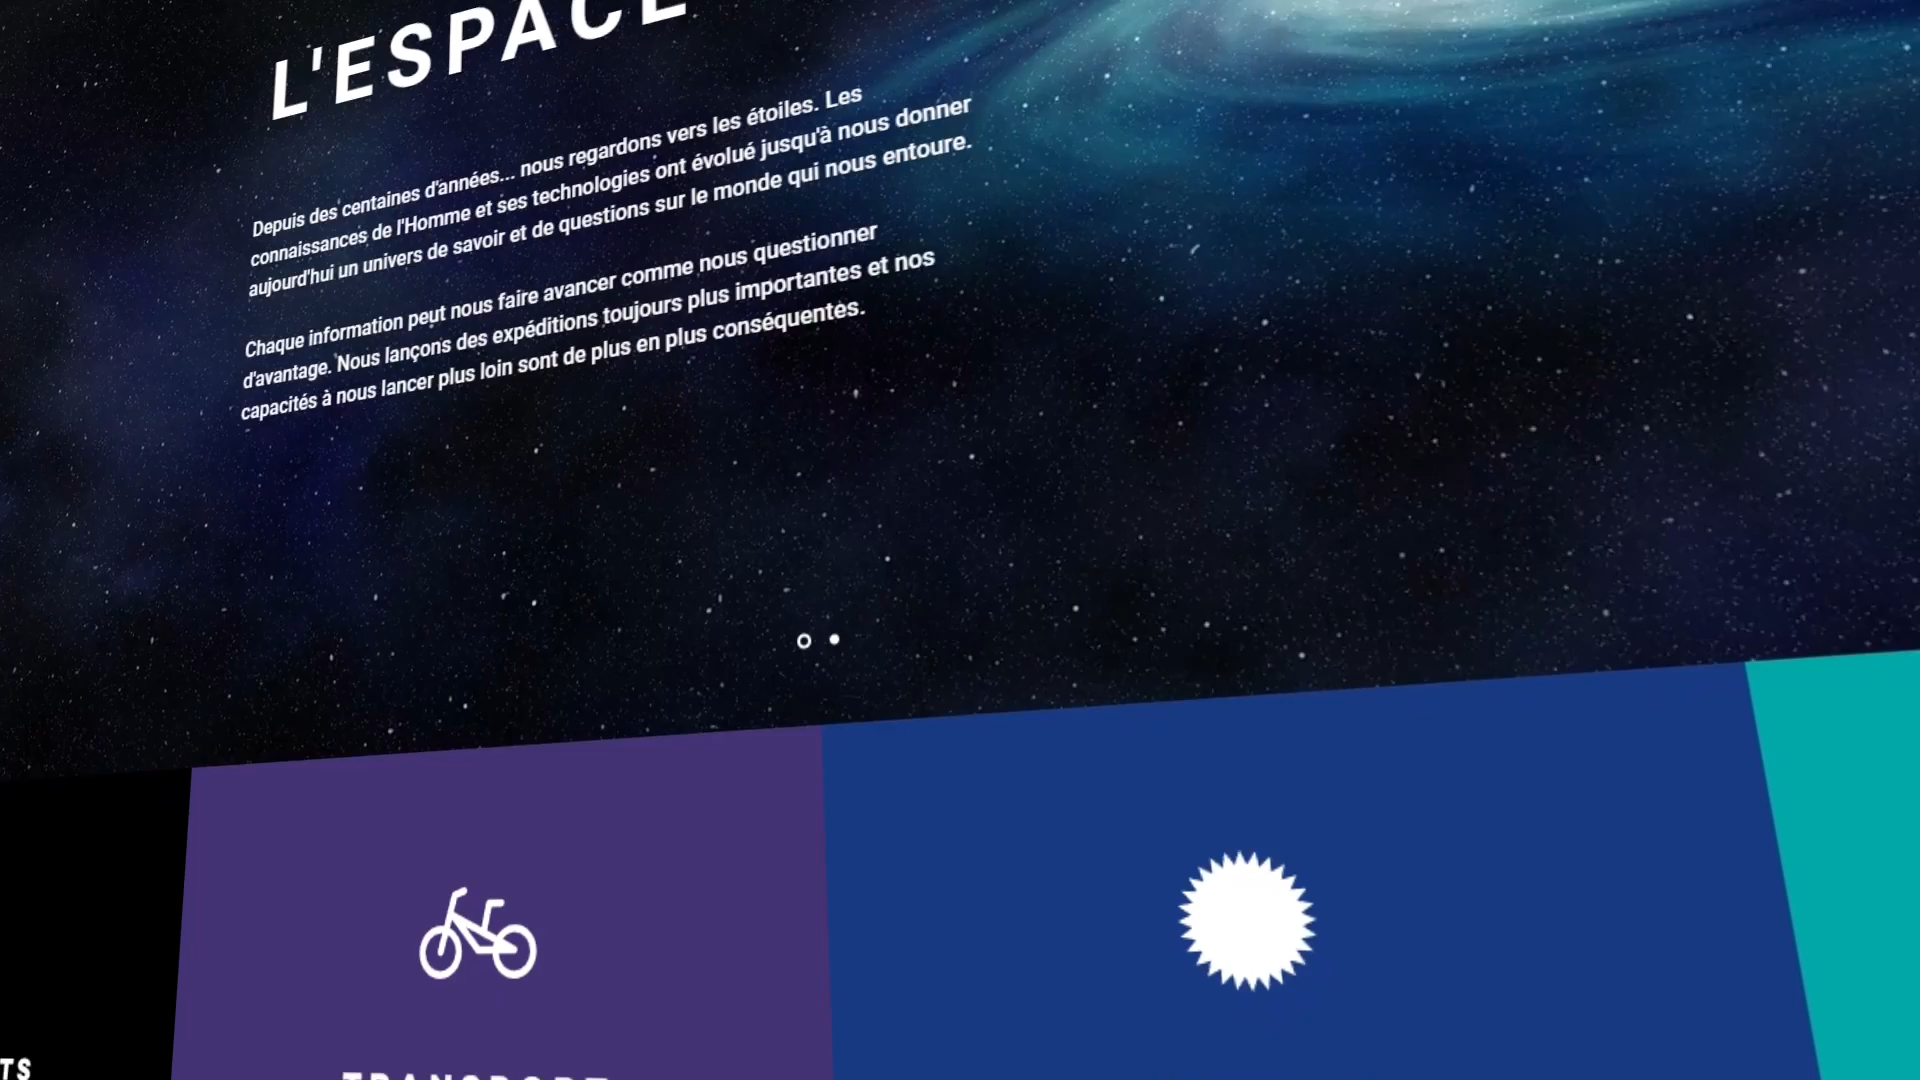 L'ESPACE
Depuis des centaines d'années... nous regardons vers les étoiles. Les
connaissances de l'Homme et ses technologies ont évolué jusqu'à nous donner
aujourd'hui un univers de savoir et de questions sur le monde qui nous entoure.
Chaque information peut nous faire avancer comme nous questionner
d'avantage. Nous lançons des expéditions toujours plus importantes et nos
capacités à nous lancer plus loin sont de plus en plus conséquentes.
TS
TRANSPORT